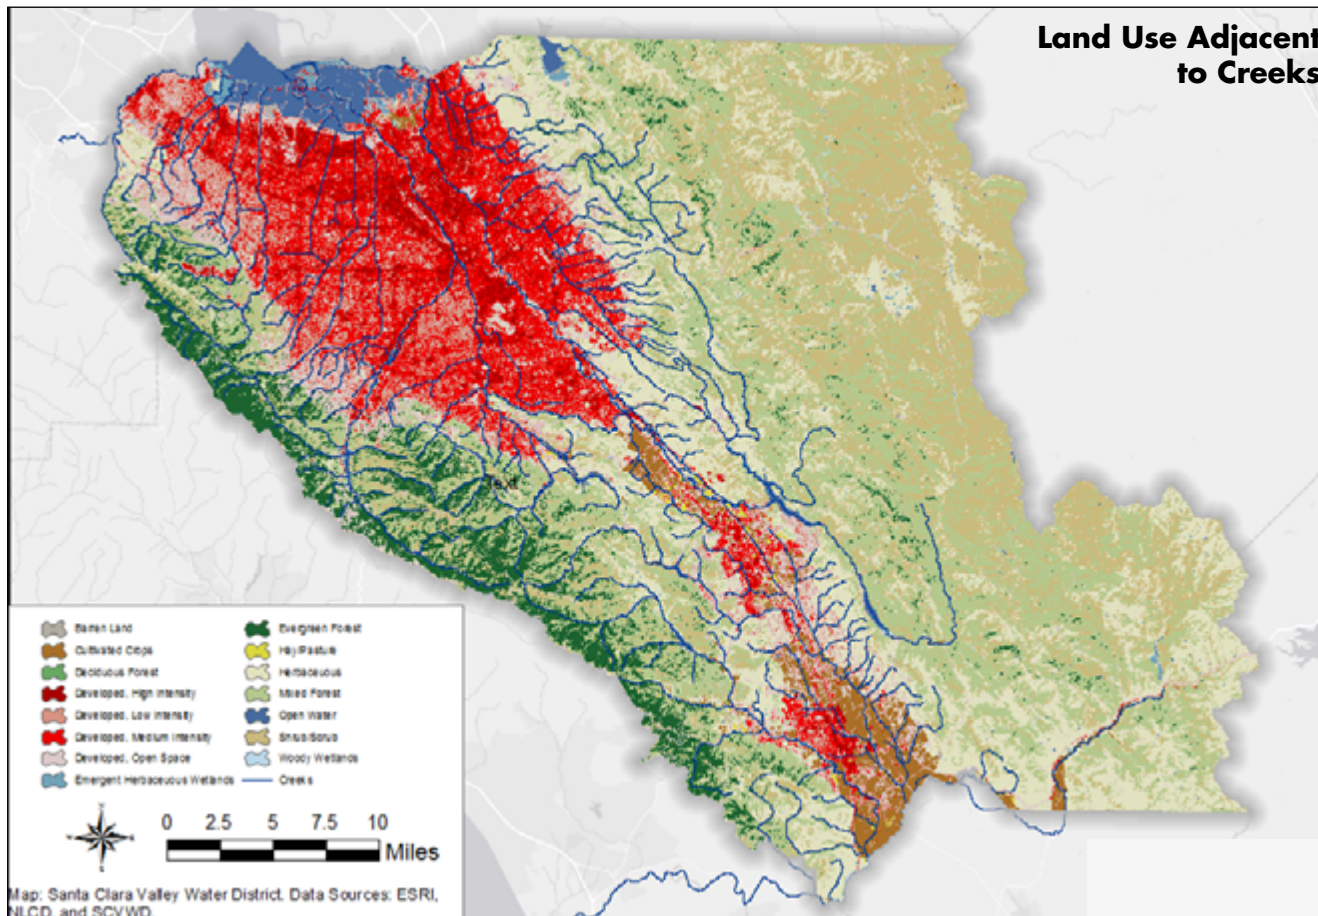 Land Use Adjacent
to Creeks
Text
Barren Land
Cultivated Crops
Deciduous Forest
Developed, High Intensity
Developed, Low Intensity
Developed, Medium Intensity
Developed, Open Space
Emergent Herbaceuous Wetlands
Evergreen Forest
Hay/Pasture
Herbaceuous
Mixed Forest
Open Water
Shrub/Scrub
Woody Wetlands
Creeks
N
0 2.5 5 7.5 10
Miles
Map: Santa Clara Valley Water District. Data Sources: ESRI,
NLCD, and SCVWD.